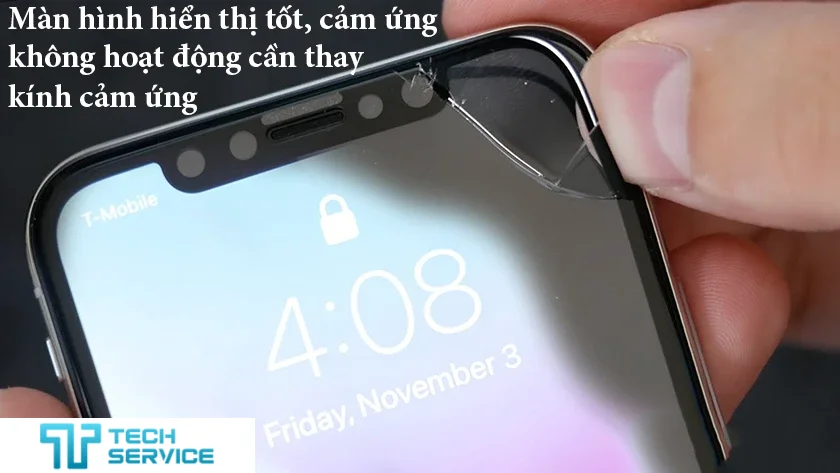 Màn hình hiển thị tốt, cảm ứng
không hoạt động cần thay
kính cảm ứng
T-Mobile
4:08
Friday, November 3
TECH
SERVICE